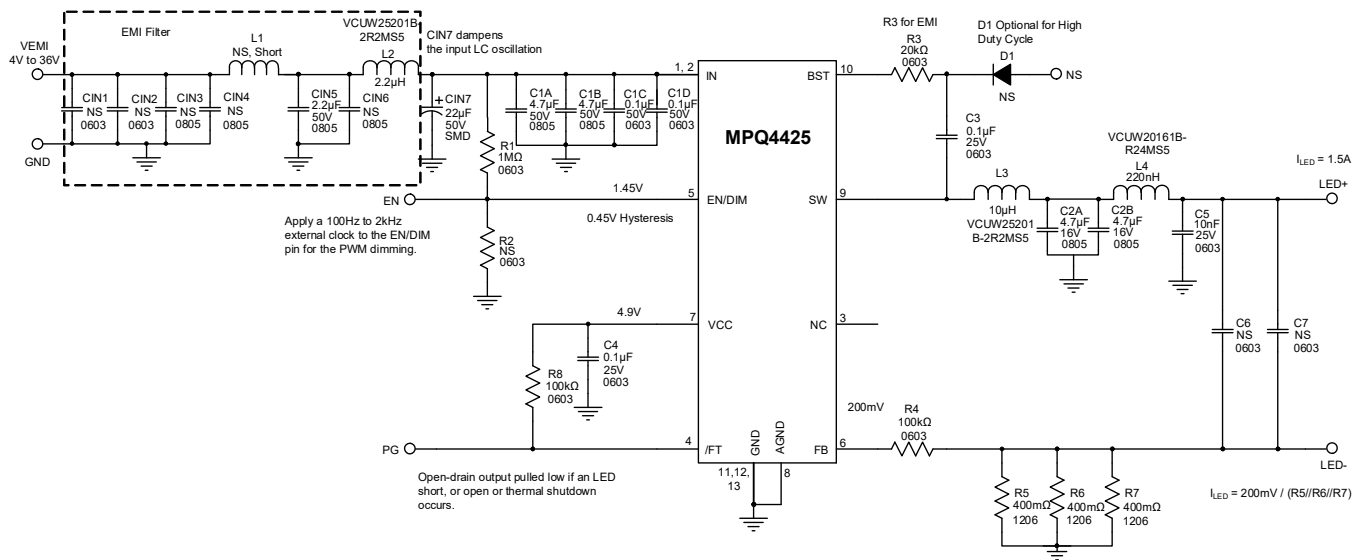 EMI Filter
VEMI
4V to 36V
GND
CIN1
NS
0603
CIN2
NS
0603
CIN3
NS
0805
CIN4
NS
0805
L1
NS, Short
CIN5
2.2µF
50V
0805
CIN6
NS
0805
VCUW25201B-
2R2MS5
L2
2.2µH
CIN7 dampens
the input LC oscillation
CIN7
22µF
50V
SMD
+
R1
1MΩ
0603
C1A
4.7µF
50V
0805
C1B
4.7µF
50V
0805
C1C
0.1µF
50V
0603
C1D
0.1µF
50V
0603
EN
1.45V
0.45V Hysteresis
Apply a 100Hz to 2kHz
external clock to the EN/DIM
pin for the PWM dimming.
R2
NS
0603
4.9V
C4
0.1µF
25V
0603
R8
100kΩ
0603
PG
Open-drain output pulled low if an LED
short, or open or thermal shutdown
occurs.
MPQ4425
1, 2
IN
5
EN/DIM
7
VCC
4
/FT
BST
10
SW
9
NC
3
FB
6
GND
AGND
11,12,
13
8
R3 for EMI
R3
20kΩ
0603
D1 Optional for High
Duty Cycle
D1
NS
NS
C3
0.1µF
25V
0603
L3
10µH
VCUW25201
B-2R2MS5
C2A
4.7µF
16V
0805
C2B
4.7µF
16V
0805
VCUW20161B-
R24MS5
L4
220nH
C5
10nF
25V
0603
I LED = 1.5A
LED+
C6
NS
0603
C7
NS
0603
200mV
R4
100kΩ
0603
R5
400mΩ
1206
R6
400mΩ
1206
R7
400mΩ
1206
LED-
I LED = 200mV / (R5//R6//R7)